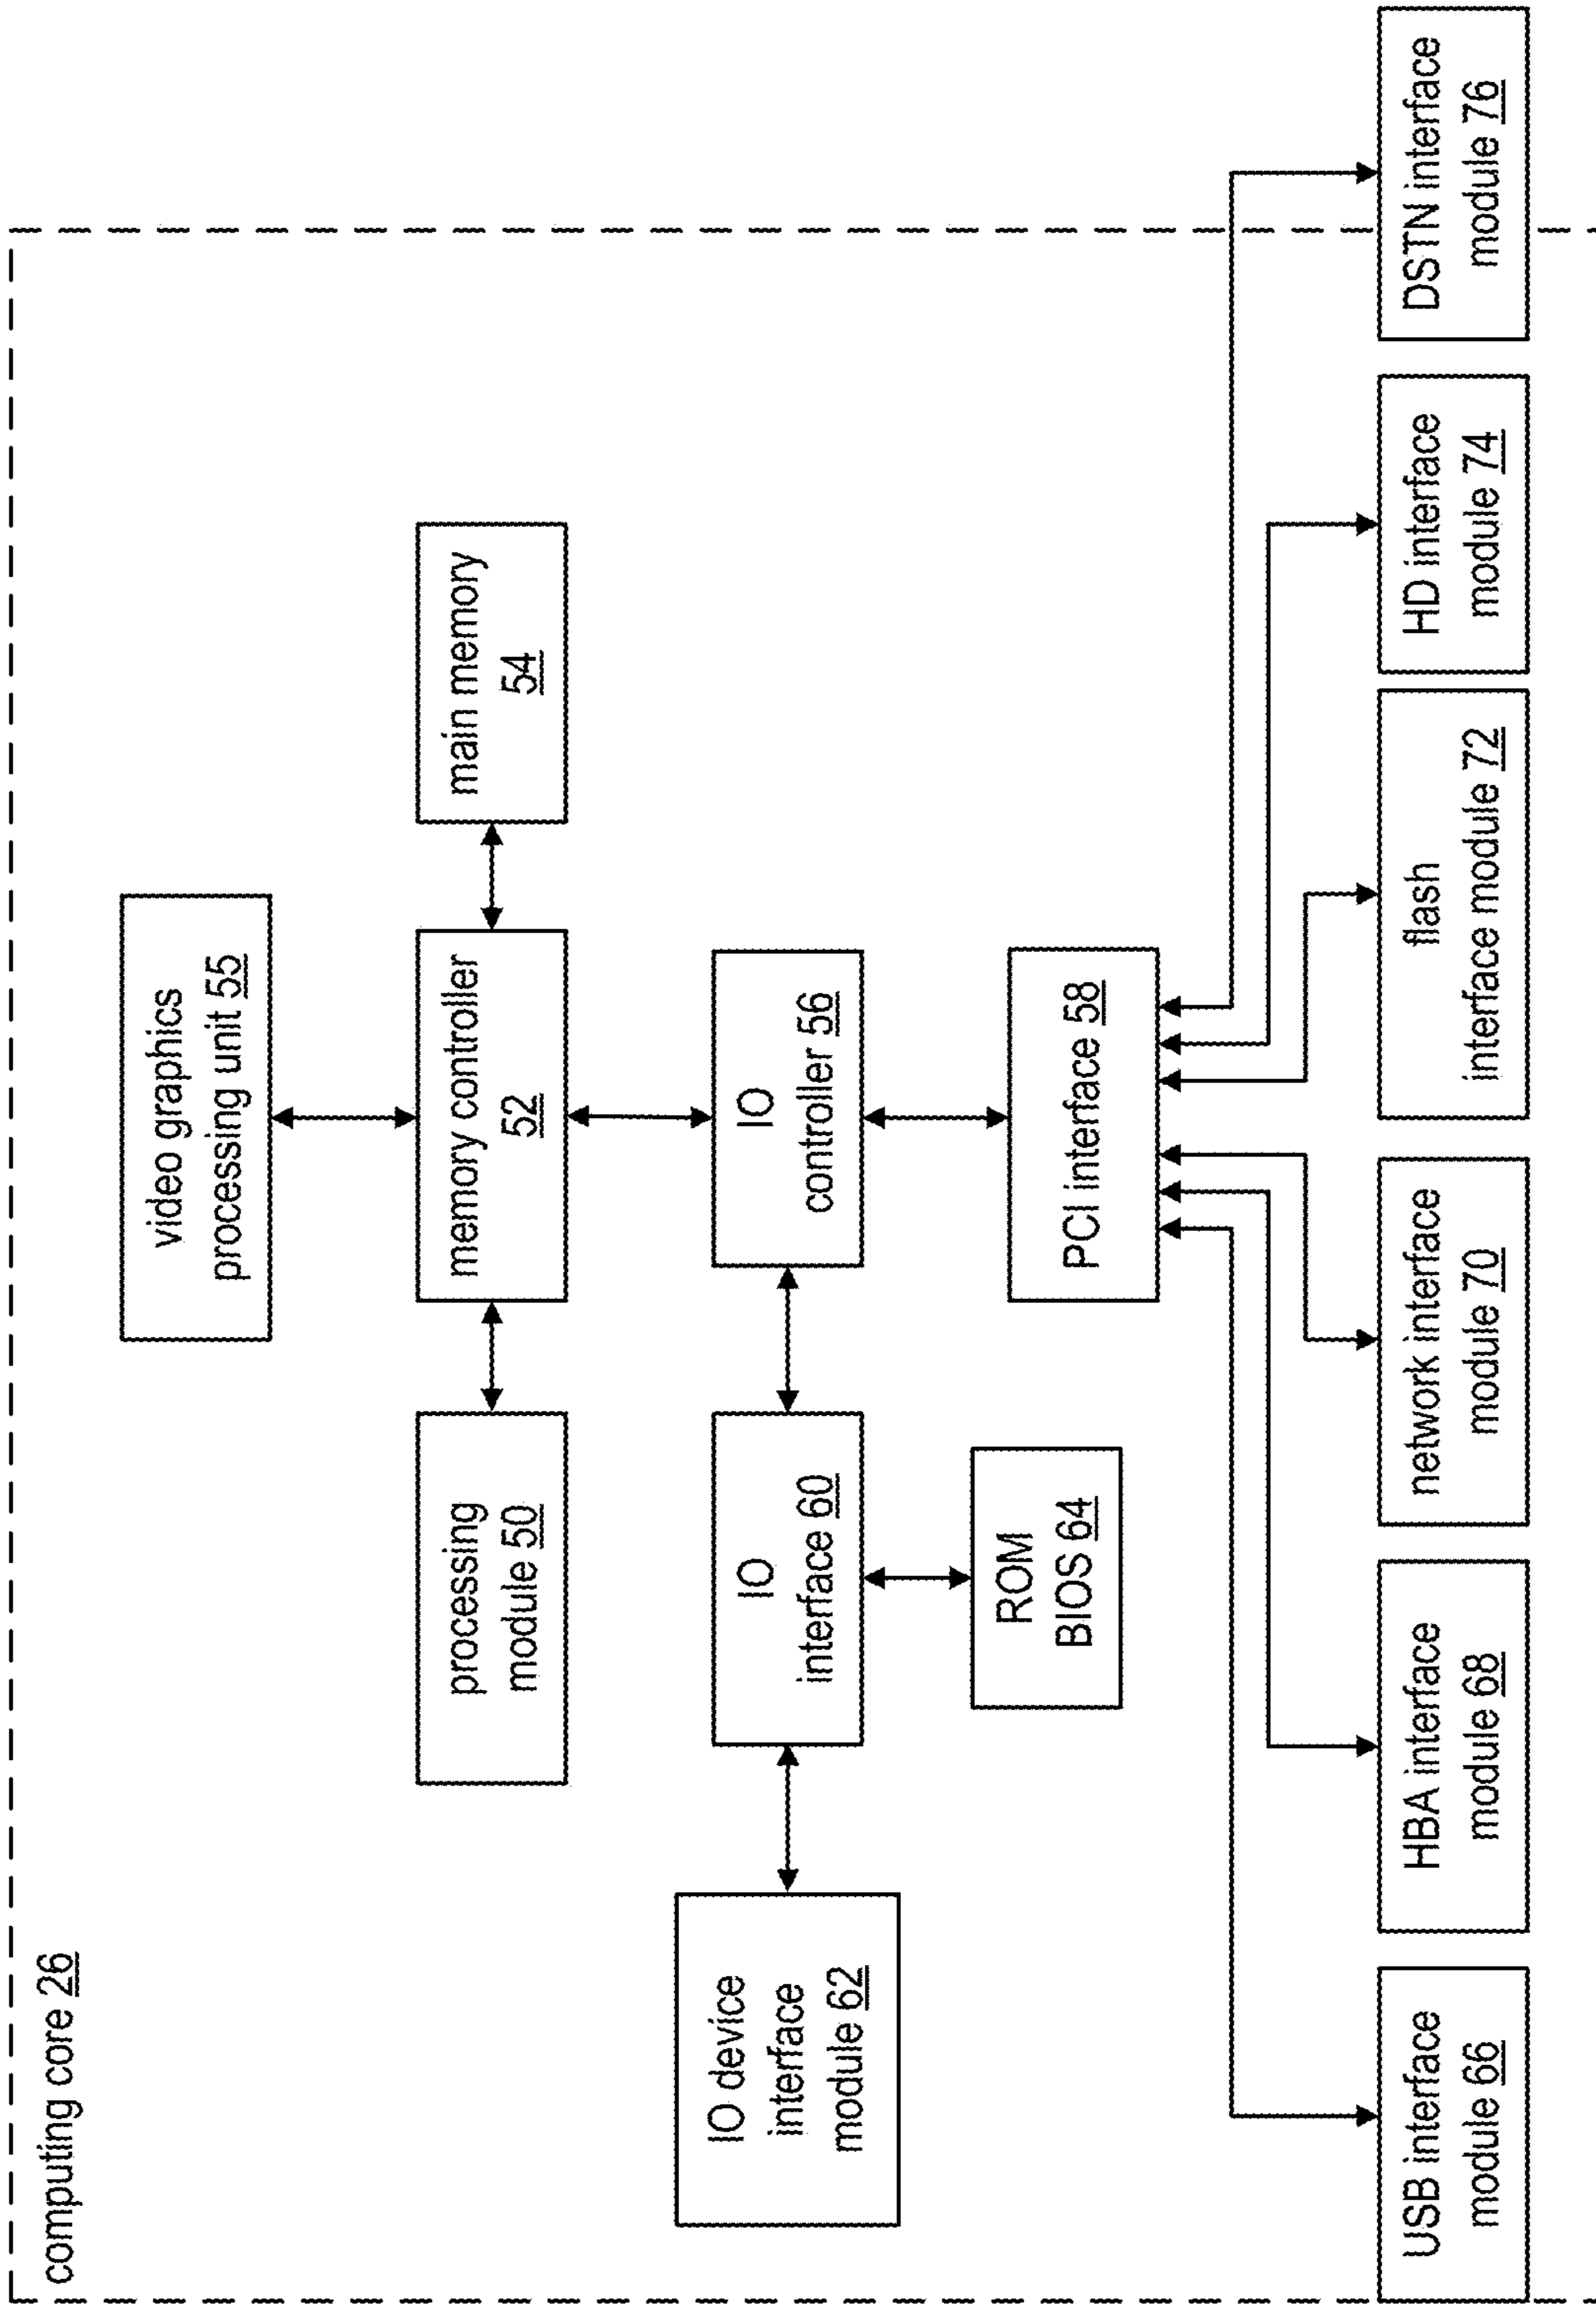 computing core 26
video graphics
processing unit 55
processing
module 50
memory controller
52
main memory
54
IO device
interface
module 62
IO
interface 60
IO
controller 56
ROM
BIOS 64
PCI interface 58
USB interface
module 66
HBA interface
module 68
network interface
module 70
flash
interface module 72
HD interface
module 74
DSTN interface
module 76